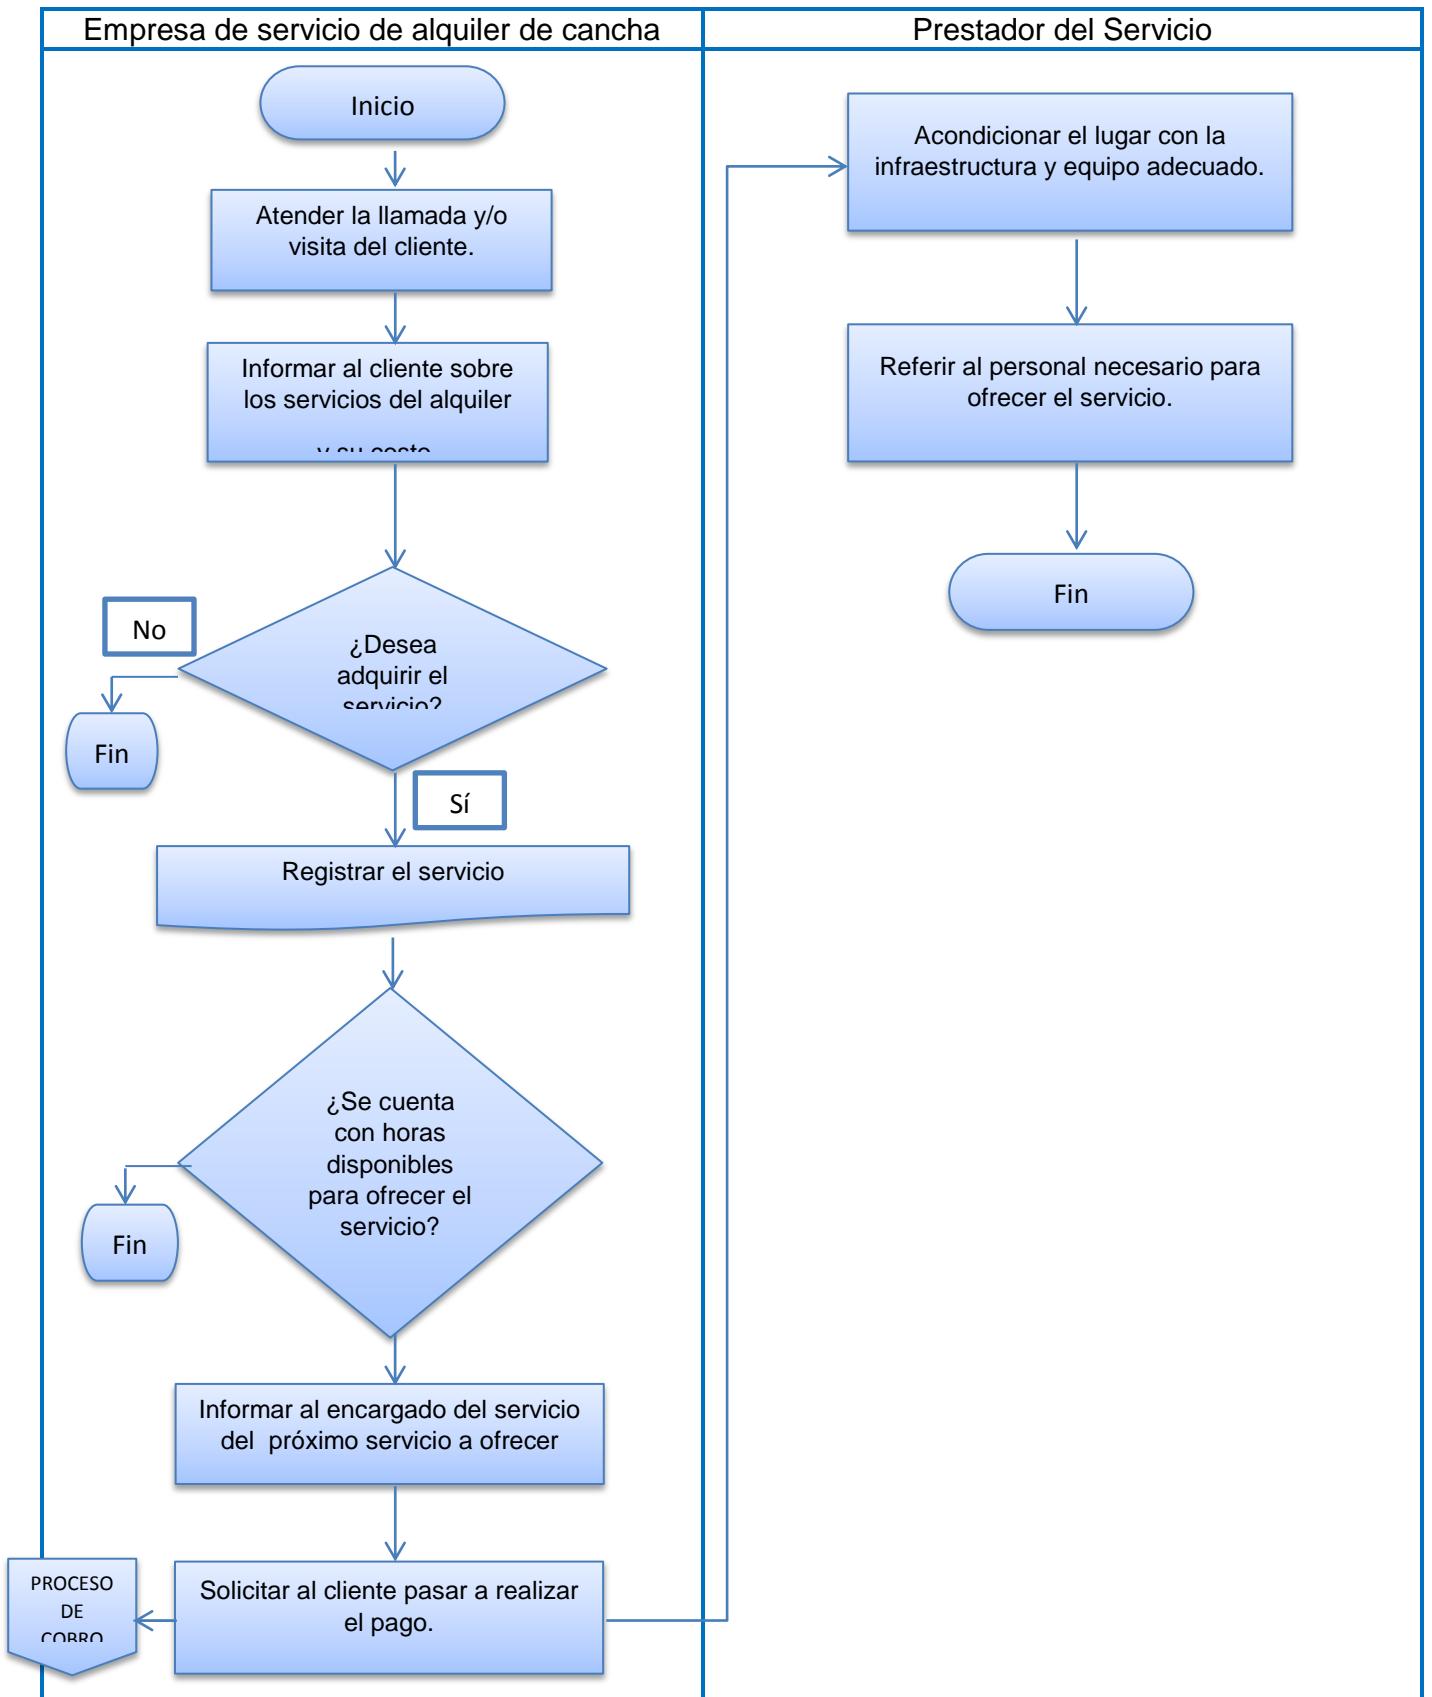 Empresa de servicio de alquiler de cancha
Inicio
Atender la llamada y/o
visita del cliente.
Informar al cliente sobre
los servicios del alquiler
y su costo
¿Desea
adquirir el
servicio?
No
Fin
Sí
Registrar el servicio
¿Se cuenta
con horas
disponibles
para ofrecer el
servicio?
Fin
Informar al encargado del servicio
del próximo servicio a ofrecer
Solicitar al cliente pasar a realizar
el pago.
PROCESO
DE
COBRO
Prestador del Servicio
Acondicionar el lugar con la
infraestructura y equipo adecuado.
Referir al personal necesario para
ofrecer el servicio.
Fin